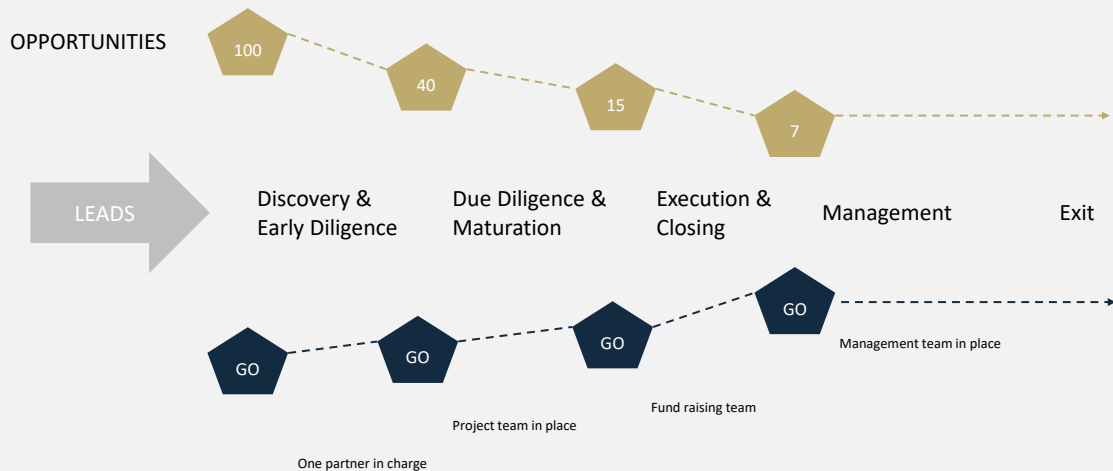 OPPORTUNITIES
100
40
15
7
LEADS
Discovery &
Early Diligence
Due Diligence &
Maturation
Execution &
Closing
Management
Exit
GO
GO
GO
GO
Management team in place
Fund raising team
Project team in place
One partner in charge